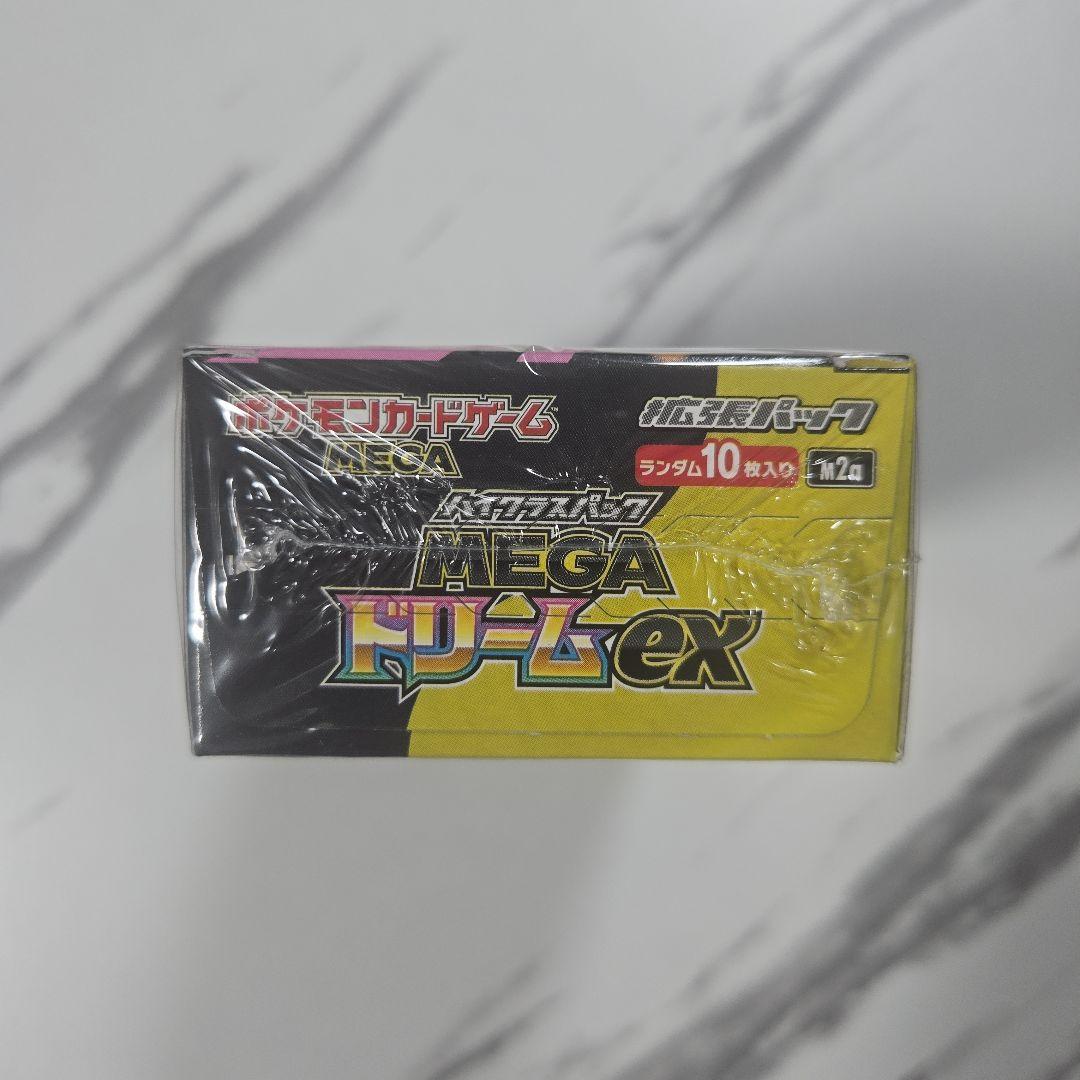 ポケモンカードゲーム™
MEGA
拡張パック
ランダム10枚入り
M2a
ハイクラスパック
MEGA
ドリームex